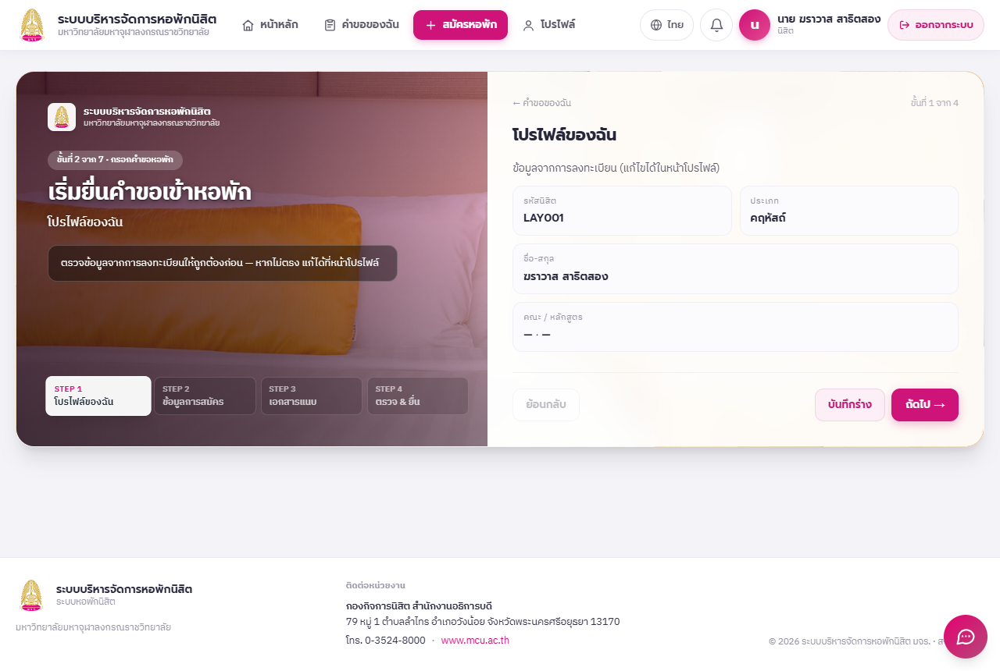 ระบบบริหารจัดการหอพักนิสิต
มหาวิทยาลัยมหาจุฬาลงกรณราชวิทยาลัย
หน้าหลัก
คำขอของฉัน
สมัครหอพัก
โปรไฟล์
ไทย
น
นาย ฆราวาส สาธิตสอง
นิสิต
ออกจากระบบ
ระบบบริหารจัดการหอพักนิสิต
มหาวิทยาลัยมหาจุฬาลงกรณราชวิทยาลัย
ขั้นที่ 2 จาก 7 · กรอกคำขอหอพัก
เริ่มยื่นคำขอเข้าหอพัก
โปรไฟล์ของฉัน
ตรวจข้อมูลจากการลงทะเบียนให้ถูกต้องก่อน — หากไม่ตรง แก้ได้ที่หน้าโปรไฟล์
STEP 1
โปรไฟล์ของฉัน
STEP 2
ข้อมูลการสมัคร
STEP 3
เอกสารแนบ
STEP 4
ตรวจ & ยื่น
← คำขอของฉัน
ขั้นที่ 1 จาก 4
โปรไฟล์ของฉัน
ข้อมูลจากการลงทะเบียน (แก้ไขได้ในหน้าโปรไฟล์)
รหัสนิสิต
LAY001
ประเภท
คฤหัสถ์
ชื่อ-สกุล
ฆราวาส สาธิตสอง
คณะ / หลักสูตร
— · —
ย้อนกลับ
บันทึกร่าง
ถัดไป →
ระบบบริหารจัดการหอพักนิสิต
ระบบหอพักนิสิต
มหาวิทยาลัยมหาจุฬาลงกรณราชวิทยาลัย
ติดต่อหน่วยงาน
กองกิจการนิสิต สำนักงานอธิการบดี
79 หมู่ 1 ตำบลลำไทร อำเภอวังน้อย จังหวัดพระนครศรีอยุธยา 13170
โทร. 0-3524-8000 · www.mcu.ac.th
© 2026 ระบบบริหารจัดการหอพักนิสิต มจร. ·